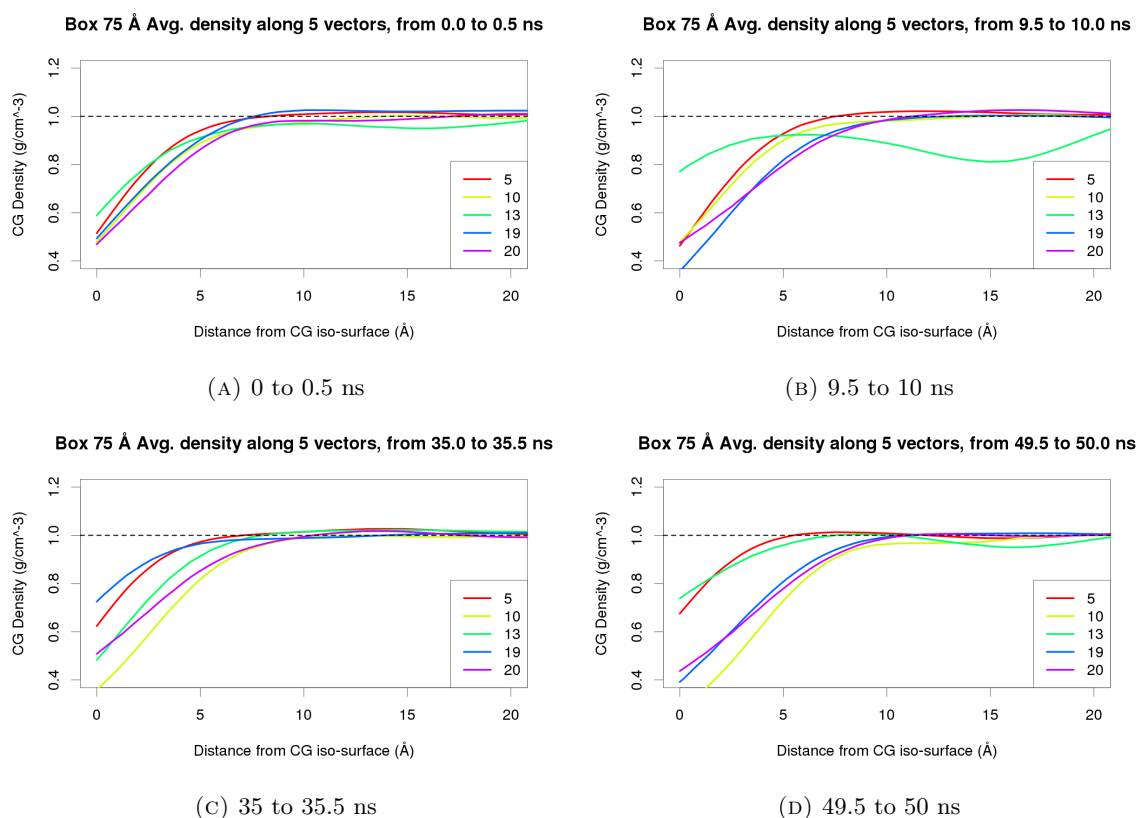 Box 75 Å Avg. density along 5 vectors, from 0.0 to 0.5 ns
CG Density (g/cm^-3)
1.2
1.0
0.8
0.6
0.4
5
10
13
19
20
0 5 10 15 20
Distance from CG iso-surface (Å)
(A) 0 to 0.5 ns
Box 75 Å Avg. density along 5 vectors, from 9.5 to 10.0 ns
CG Density (g/cm^-3)
1.2
1.0
0.8
0.6
0.4
5
10
13
19
20
0 5 10 15 20
Distance from CG iso-surface (Å)
(B) 9.5 to 10 ns
Box 75 Å Avg. density along 5 vectors, from 35.0 to 35.5 ns
CG Density (g/cm^-3)
1.2
1.0
0.8
0.6
0.4
5
10
13
19
20
0 5 10 15 20
Distance from CG iso-surface (Å)
(C) 35 to 35.5 ns
Box 75 Å Avg. density along 5 vectors, from 49.5 to 50.0 ns
CG Density (g/cm^-3)
1.2
1.0
0.8
0.6
0.4
5
10
13
19
20
0 5 10 15 20
Distance from CG iso-surface (Å)
(D) 49.5 to 50 ns